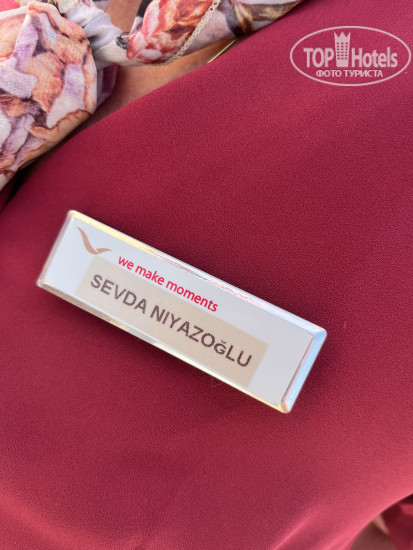 TOP Hotels
ФОТО ТУРИСТА
we make moments
SEVDA NIYAZOğLU